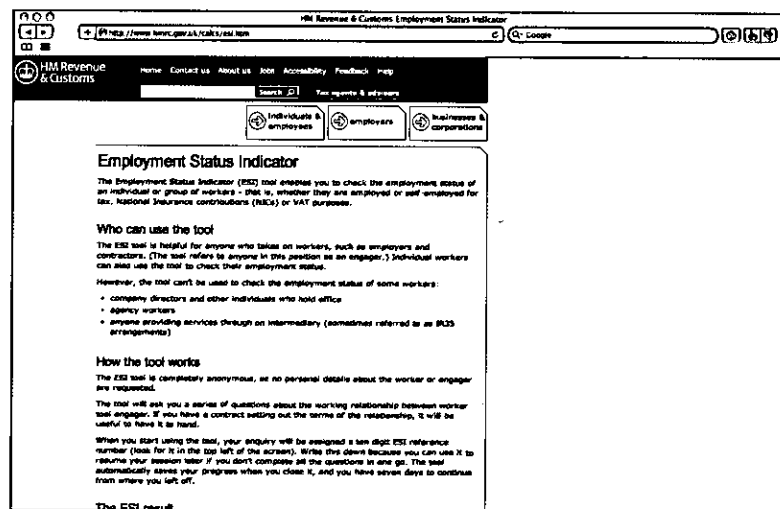 HM Revenue & Customs Employment Status Indicator
http://www.hmrc.gov.uk/calcs/esi.htm
Google
HM Revenue
& Customs
Home Contact us About us Jobs Accessibility Feedback Help
Search
Tax agents & advisers
individuals &
employees
employers
businesses &
corporations
Employment Status Indicator
The Employment Status Indicator (ESI) tool enables you to check the employment status of
an individual or group of workers - that is, whether they are employed or self-employed for
tax, National Insurance contributions (NICs) or VAT purposes.
Who can use the tool
The ESI tool is helpful for anyone who takes on workers, such as employers and
contractors. (The tool refers to anyone in this position as an engager.) Individual workers
can also use the tool to check their employment status.
However, the tool can't be used to check the employment status of some workers:
• company directors and other individuals who hold office
• agency workers
• anyone providing services through an intermediary (sometimes referred to as IR35
arrangements)
How the tool works
The ESI tool is completely anonymous, as no personal details about the worker or engager
are requested.
The tool will ask you a series of questions about the working relationship between worker
and engager. If you have a contract setting out the terms of the relationship, it will be
useful to have it to hand.
When you start using the tool, your enquiry will be assigned a ten digit ESI reference
number (look for it in the top left of the screen). Write this down because you can use it to
resume your session later if you don't complete all the questions in one go. The tool
automatically saves your progress when you close it, and you have seven days to continue
from where you left off.
The ESI result